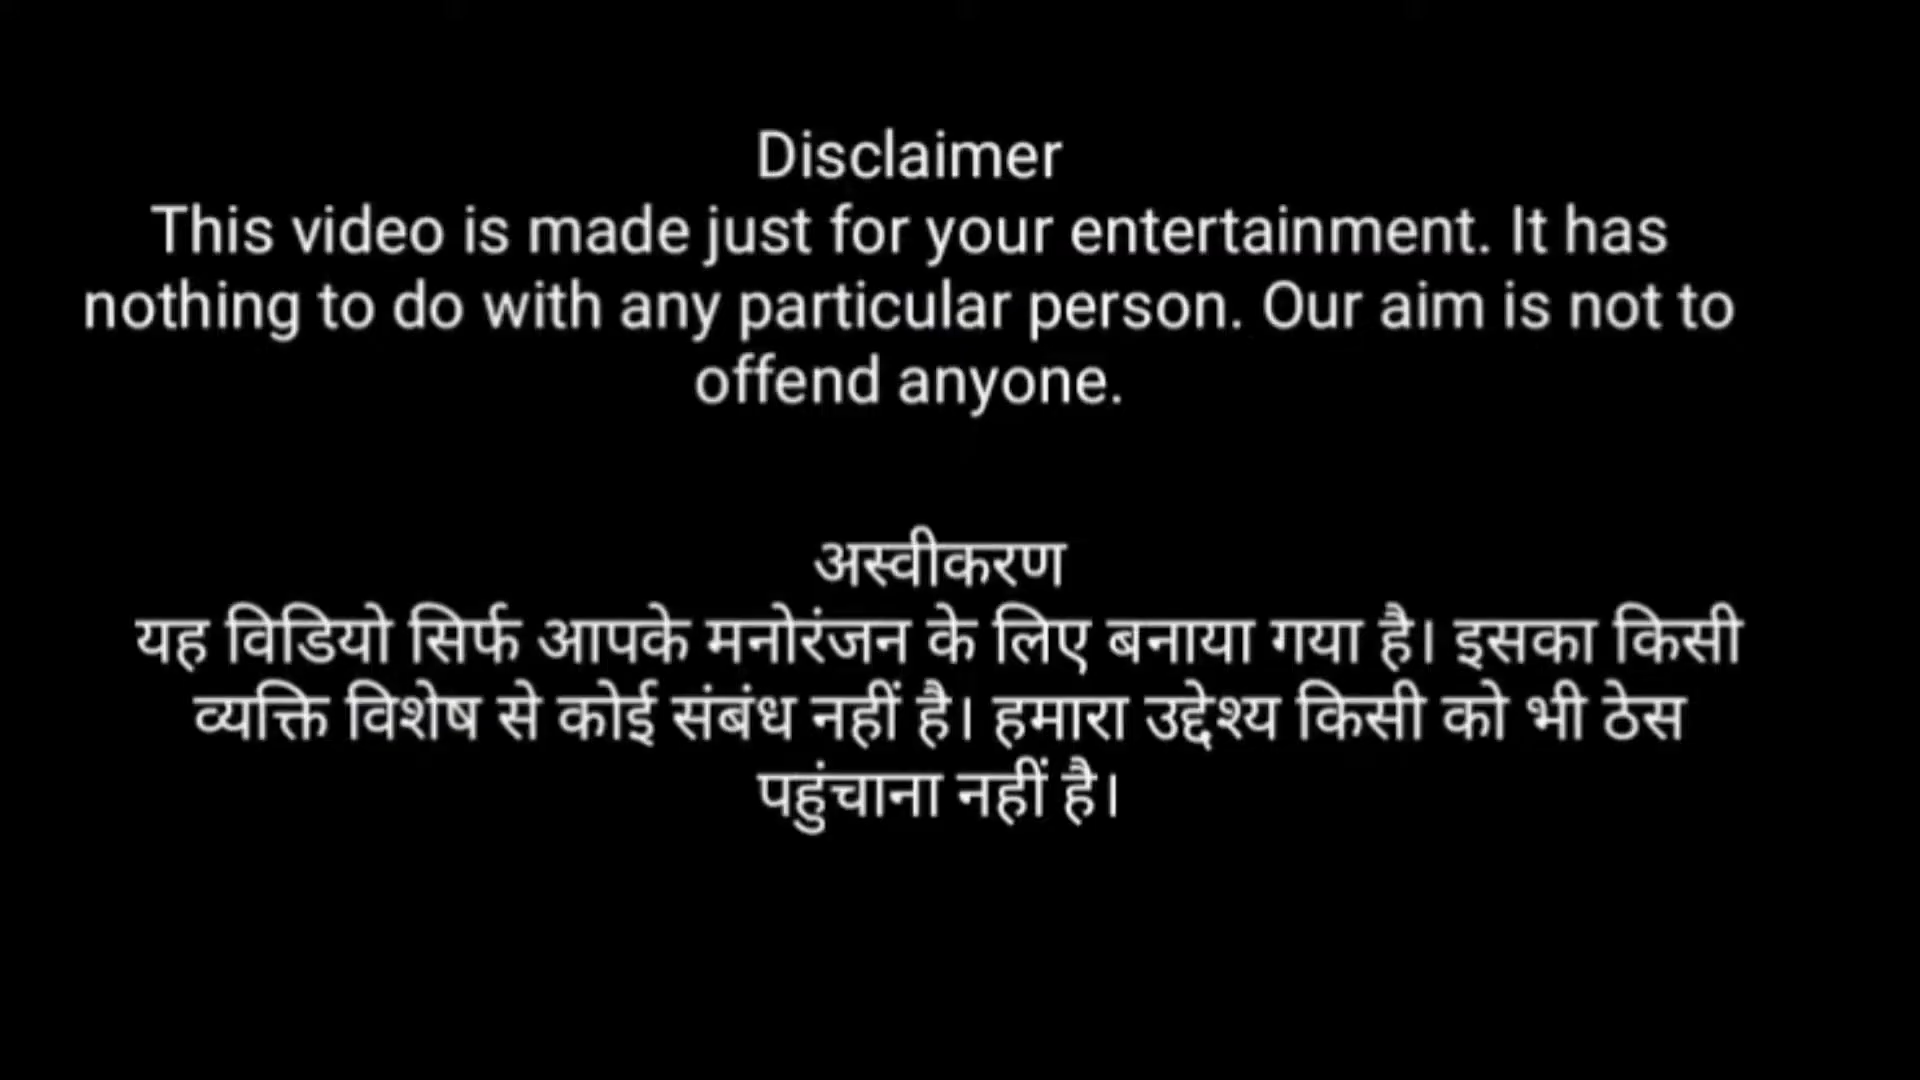 Disclaimer
This video is made just for your entertainment. It has
nothing to do with any particular person. Our aim is not to
offend anyone.
अस्वीकरण
यह विडियो सिर्फ आपके मनोरंजन के लिए बनाया गया है। इसका किसी
व्यक्ति विशेष से कोई संबंध नहीं है। हमारा उद्देश्य किसी को भी ठेस
पहुंचाना नहीं है।